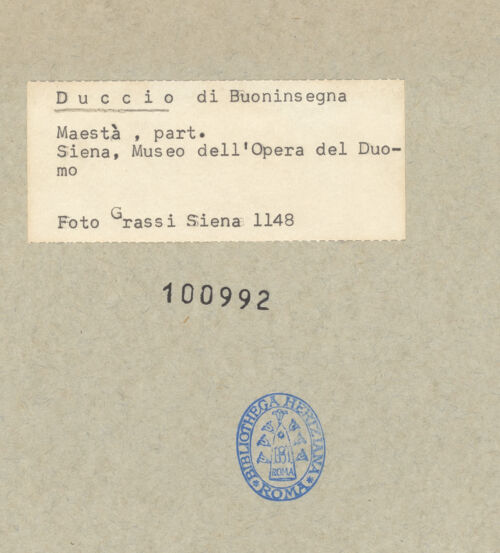 Duccio di Buoninsegna
Maestà , part.
Siena, Museo dell'Opera del Duo-
mo
Foto Grassi Siena 1148
100992
BIBLIOTHECA HERTZIANA
ROMA
ROMA